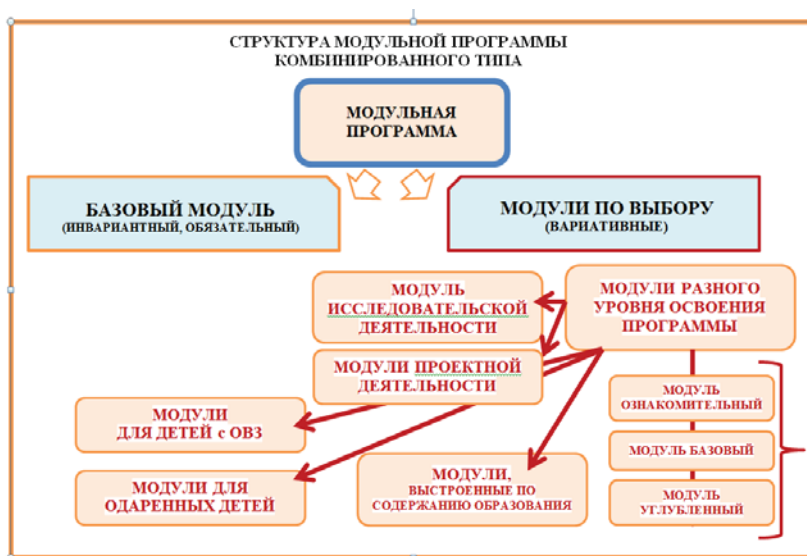 СТРУКТУРА МОДУЛЬНОЙ ПРОГРАММЫ
КОМБИНИРОВАННОГО ТИПА
МОДУЛЬНАЯ
ПРОГРАММА
БАЗОВЫЙ МОДУЛЬ
(ИНВАРИАНТНЫЙ, ОБЯЗАТЕЛЬНЫЙ)
МОДУЛИ ПО ВЫБОРУ
(ВАРИАТИВНЫЕ)
МОДУЛЬ
ИССЛЕДОВАТЕЛЬСКОЙ
ДЕЯТЕЛЬНОСТИ
МОДУЛИ РАЗНОГО
УРОВНЯ ОСВОЕНИЯ
ПРОГРАММЫ
МОДУЛИ ПРОЕКТНОЙ
ДЕЯТЕЛЬНОСТИ
МОДУЛЬ
ОЗНАКОМИТЕЛЬНЫЙ
МОДУЛИ
ДЛЯ ДЕТЕЙ с ОВЗ
МОДУЛЬ БАЗОВЫЙ
МОДУЛИ ДЛЯ
ОДАРЕННЫХ ДЕТЕЙ
МОДУЛИ,
ВЫСТРОЕННЫЕ ПО
СОДЕРЖАНИЮ ОБРАЗОВАНИЯ
МОДУЛЬ
УГЛУБЛЕННЫЙ